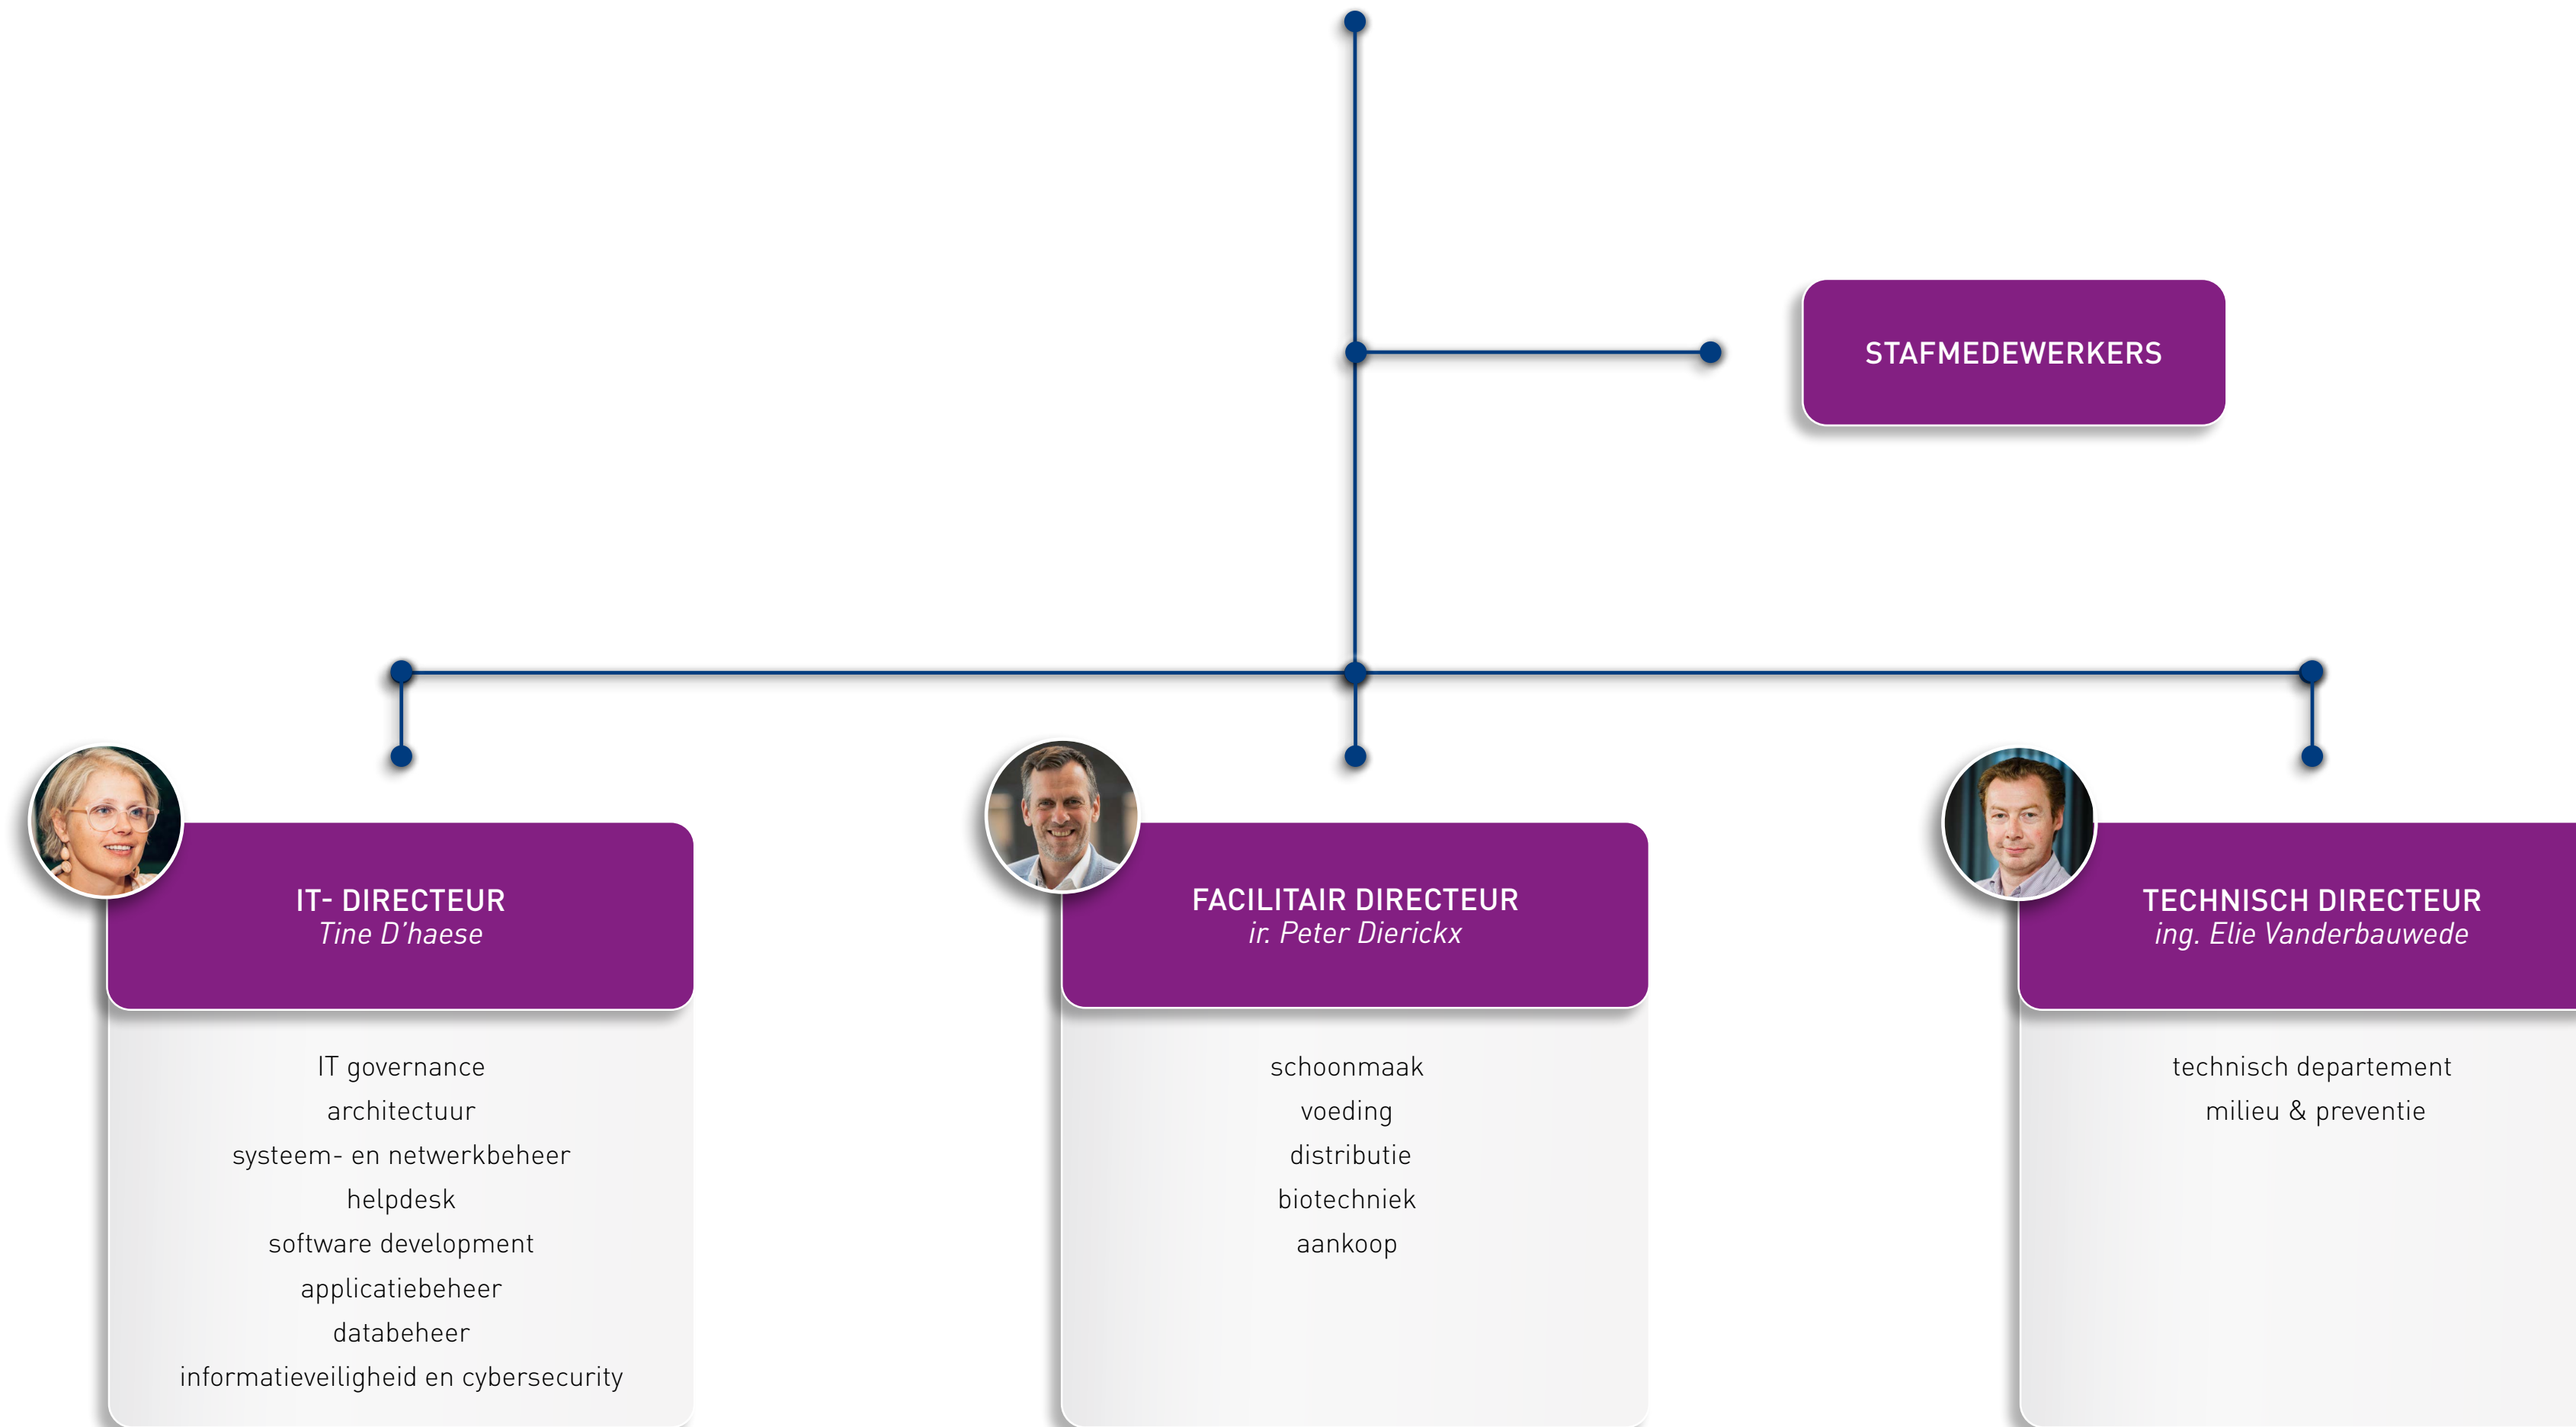 STAFMEDEWERKERS
IT- DIRECTEUR
Tine D’haese
IT governance
architectuur
systeem- en netwerkbeheer
helpdesk
software development
applicatiebeheer
databeheer
informatieveiligheid en cybersecurity
FACILITAIR DIRECTEUR
ir. Peter Dierickx
schoonmaak
voeding
distributie
biotechniek
aankoop
TECHNISCH DIRECTEUR
ing. Elie Vanderbauwede
technisch departement
milieu & preventie